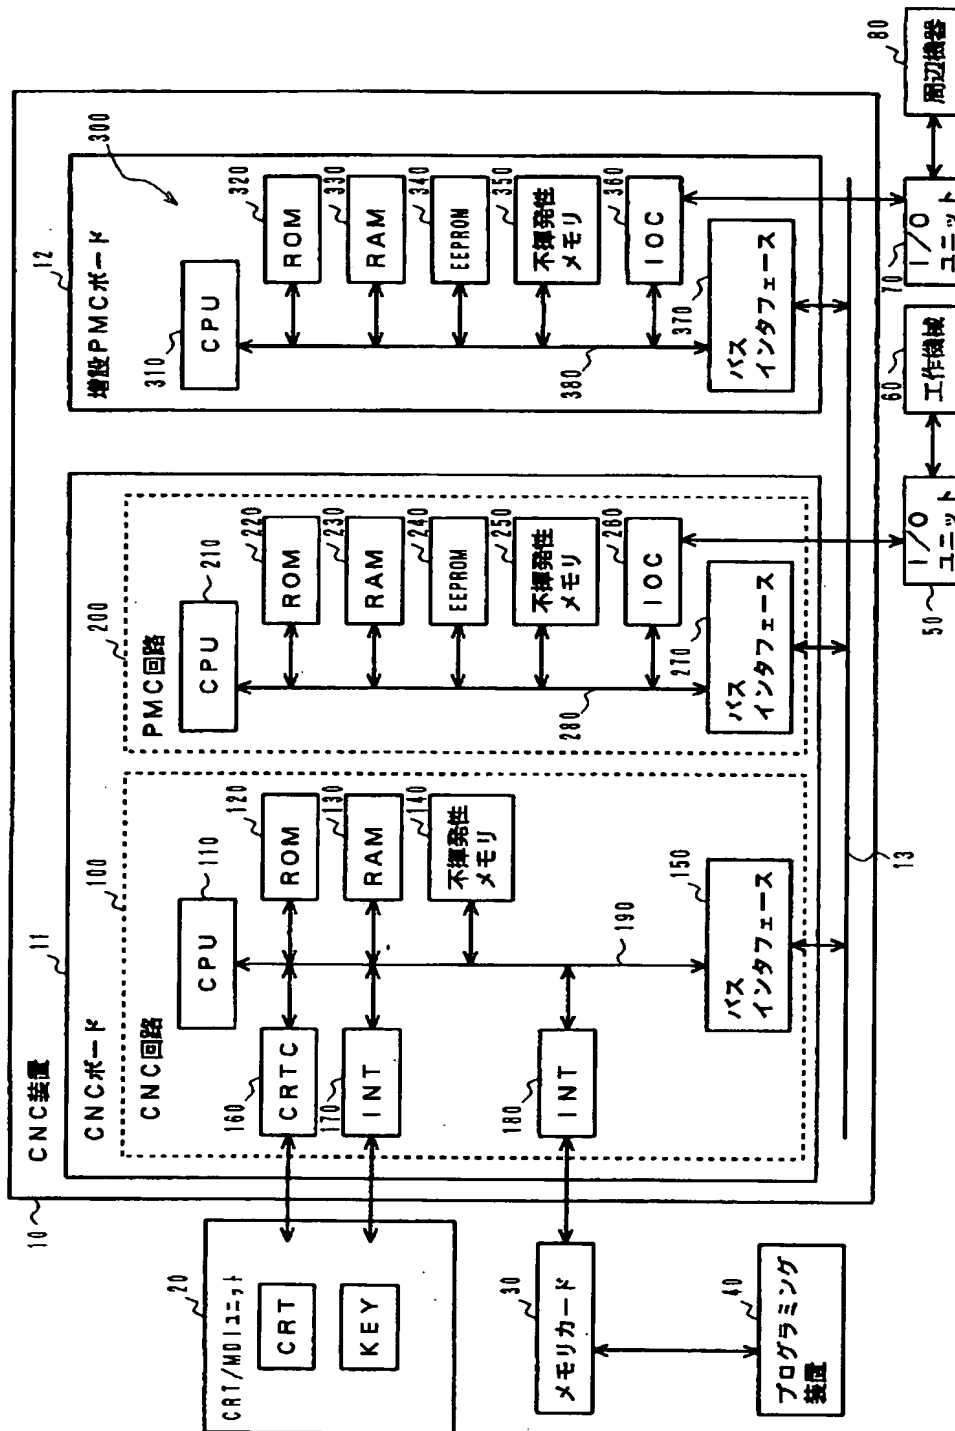 CNC装置
10
CNCボード
11
CNC回路
100
CPU
110
CRTC
160
ROM
120
INT
170
RAM
130
不揮発性
メモリ
140
INT
180
190
バス
インタフェース
150
PMC回路
200
CPU
210
ROM
220
RAM
230
EEPROM
240
不揮発性
メモリ
250
IOC
260
280
バス
インタフェース
270
増設PMCボード
12
300
CPU
310
ROM
320
RAM
330
EEPROM
340
不揮発性
メモリ
350
IOC
360
380
バス
インタフェース
370
13
CRT/MDIユニット
20
CRT
KEY
メモリカード
30
プログラミング
装置
40
I/O
ユニット
50
工作機械
60
I/O
ユニット
70
周辺機器
80